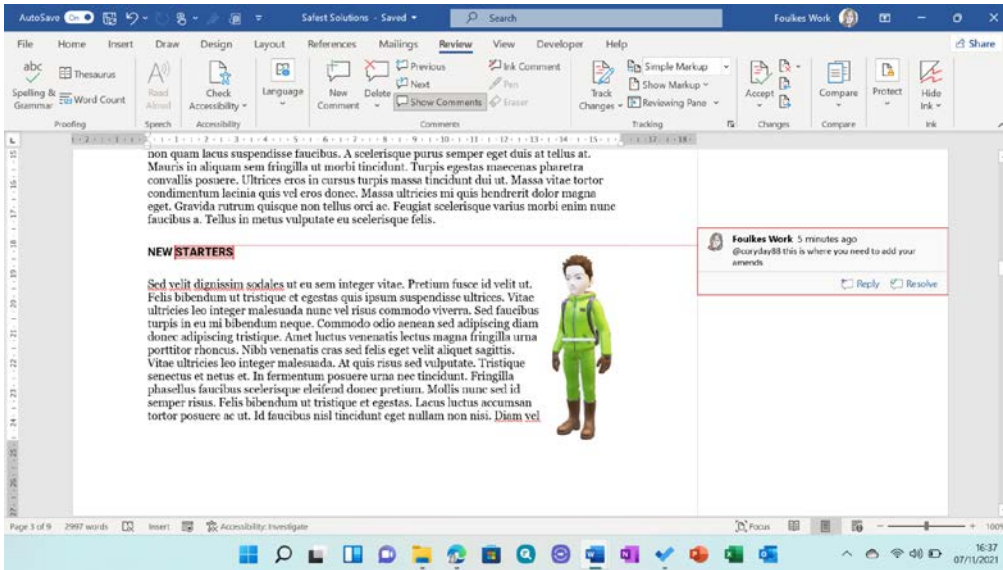 AutoSave On Safest Solutions - Saved Search Foulkes Work
File Home Insert Draw Design Layout References Mailings Review View Developer Help Share
abc
Spelling & Grammar
Thesaurus
Word Count
Proofing
Read Aloud
Speech
Check Accessibility
Accessibility
Language
New Comment
Delete
Previous
Next
Show Comments
Ink Comment
Pen
Eraser
Comments
Track Changes
Simple Markup
Show Markup
Reviewing Pane
Tracking
Accept
Changes
Compare
Compare
Protect
Hide Ink
Ink
non quam lacus suspendisse faucibus. A scelerisque purus semper eget duis at tellus at.
Mauris in aliquam sem fringilla ut morbi tincidunt. Turpis egestas maecenas pharetra
convallis posuere. Ultrices eros in cursus turpis massa tincidunt dui ut. Massa vitae tortor
condimentum lacinia quis vel eros donec. Massa ultricies mi quis hendrerit dolor magna
eget. Gravida rutrum quisque non tellus orci ac. Feugiat scelerisque varius morbi enim nunc
faucibus a. Tellus in metus vulputate eu scelerisque felis.
NEW STARTERS
Sed velit dignissim sodales ut eu sem integer vitae. Pretium fusce id velit ut.
Felis bibendum ut tristique et egestas quis ipsum suspendisse ultrices. Vitae
ultricies leo integer malesuada nunc vel risus commodo viverra. Sed faucibus
turpis in eu mi bibendum neque. Commodo odio aenean sed adipiscing diam
donec adipiscing tristique. Amet luctus venenatis lectus magna fringilla urna
porttitor rhoncus. Nibh venenatis cras sed felis eget velit aliquet sagittis.
Vitae ultricies leo integer malesuada. At quis risus sed vulputate. Tristique
senectus et netus et. In fermentum posuere urna nec tincidunt. Fringilla
phasellus faucibus scelerisque eleifend donec pretium. Mollis nunc sed id
semper risus. Felis bibendum ut tristique et egestas. Lacus luctus accumsan
tortor posuere ac ut. Id faucibus nisl tincidunt eget nullam non nisi. Diam vel
Foulkes Work 5 minutes ago
@coryday88 this is where you need to add your
amends
Reply Resolve
Page 3 of 9 2997 words Insert Accessibility: Investigate Focus 100%
16:37
07/11/2021